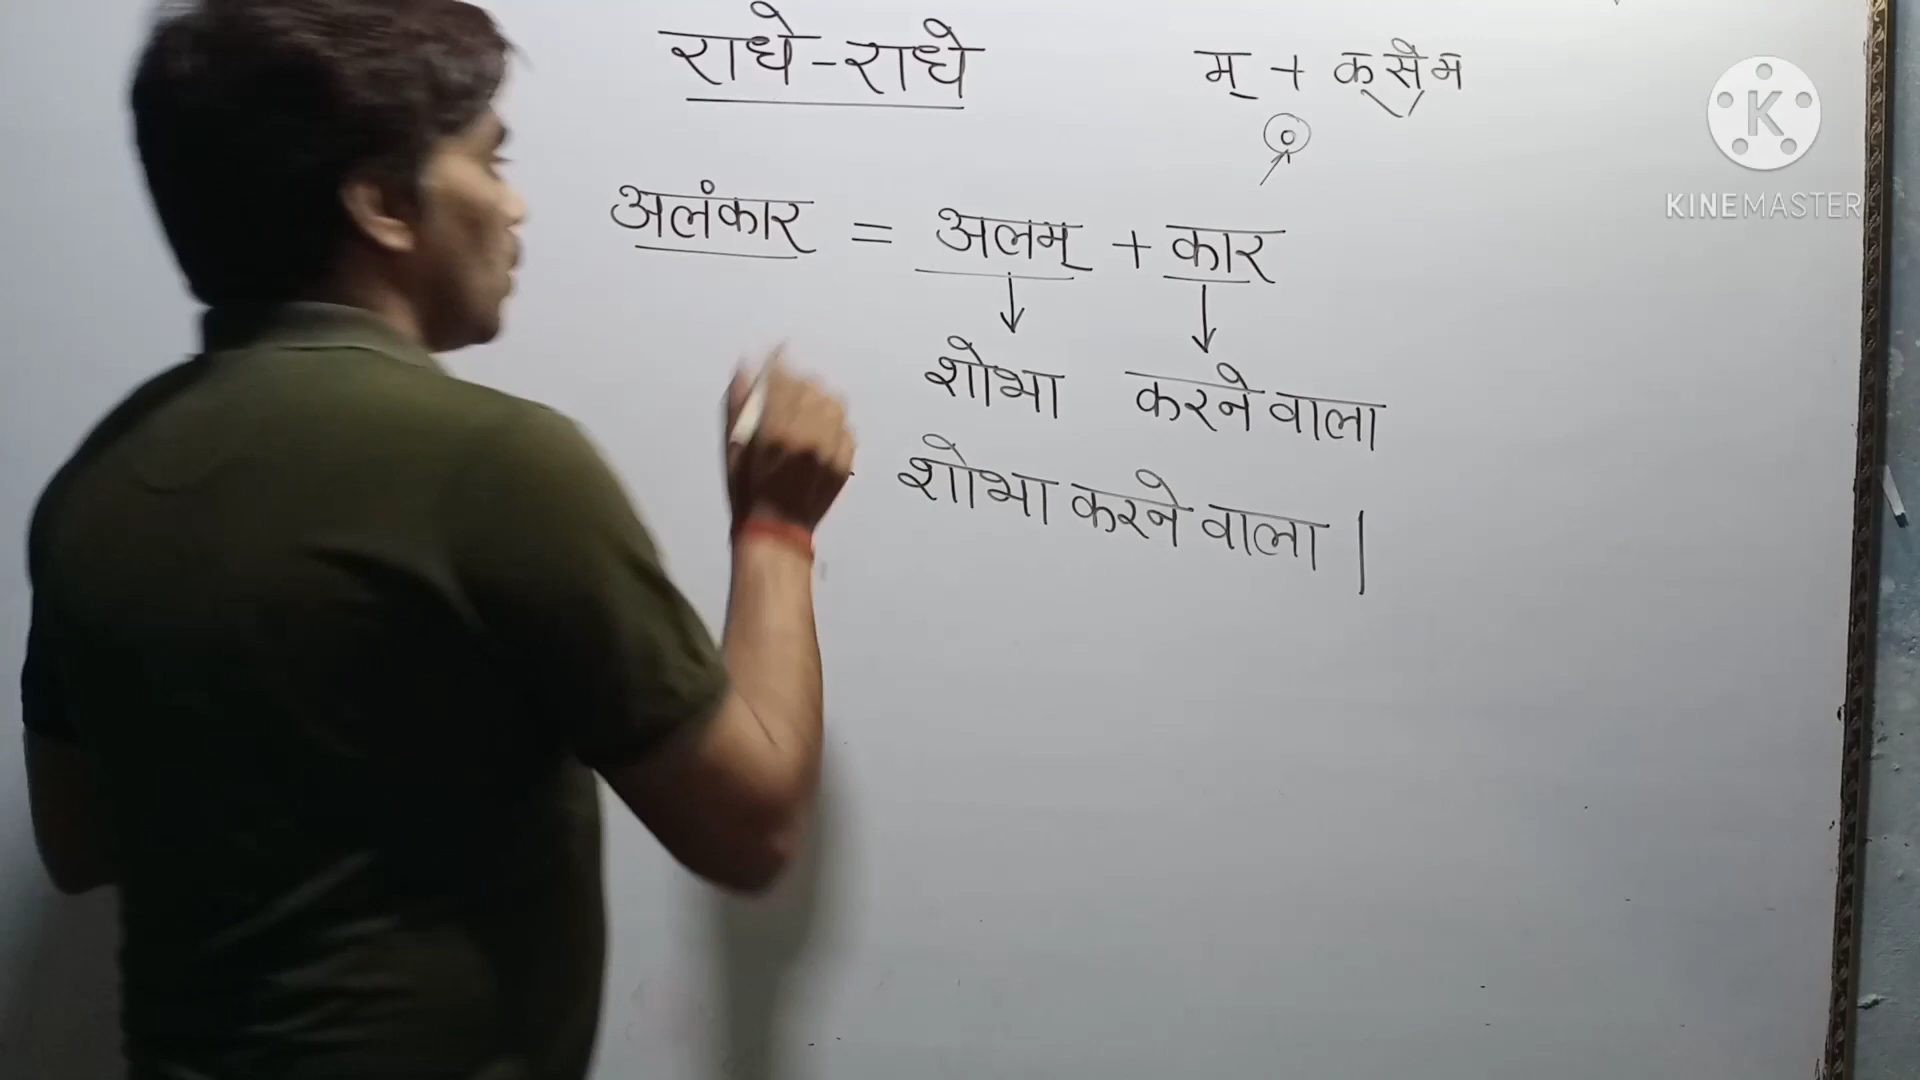 राधे-राधे
म् + क् से म
अलंकार = अलम् + कार
शोभा करने वाला
शोभा करने वाला |
K
KINEMASTER